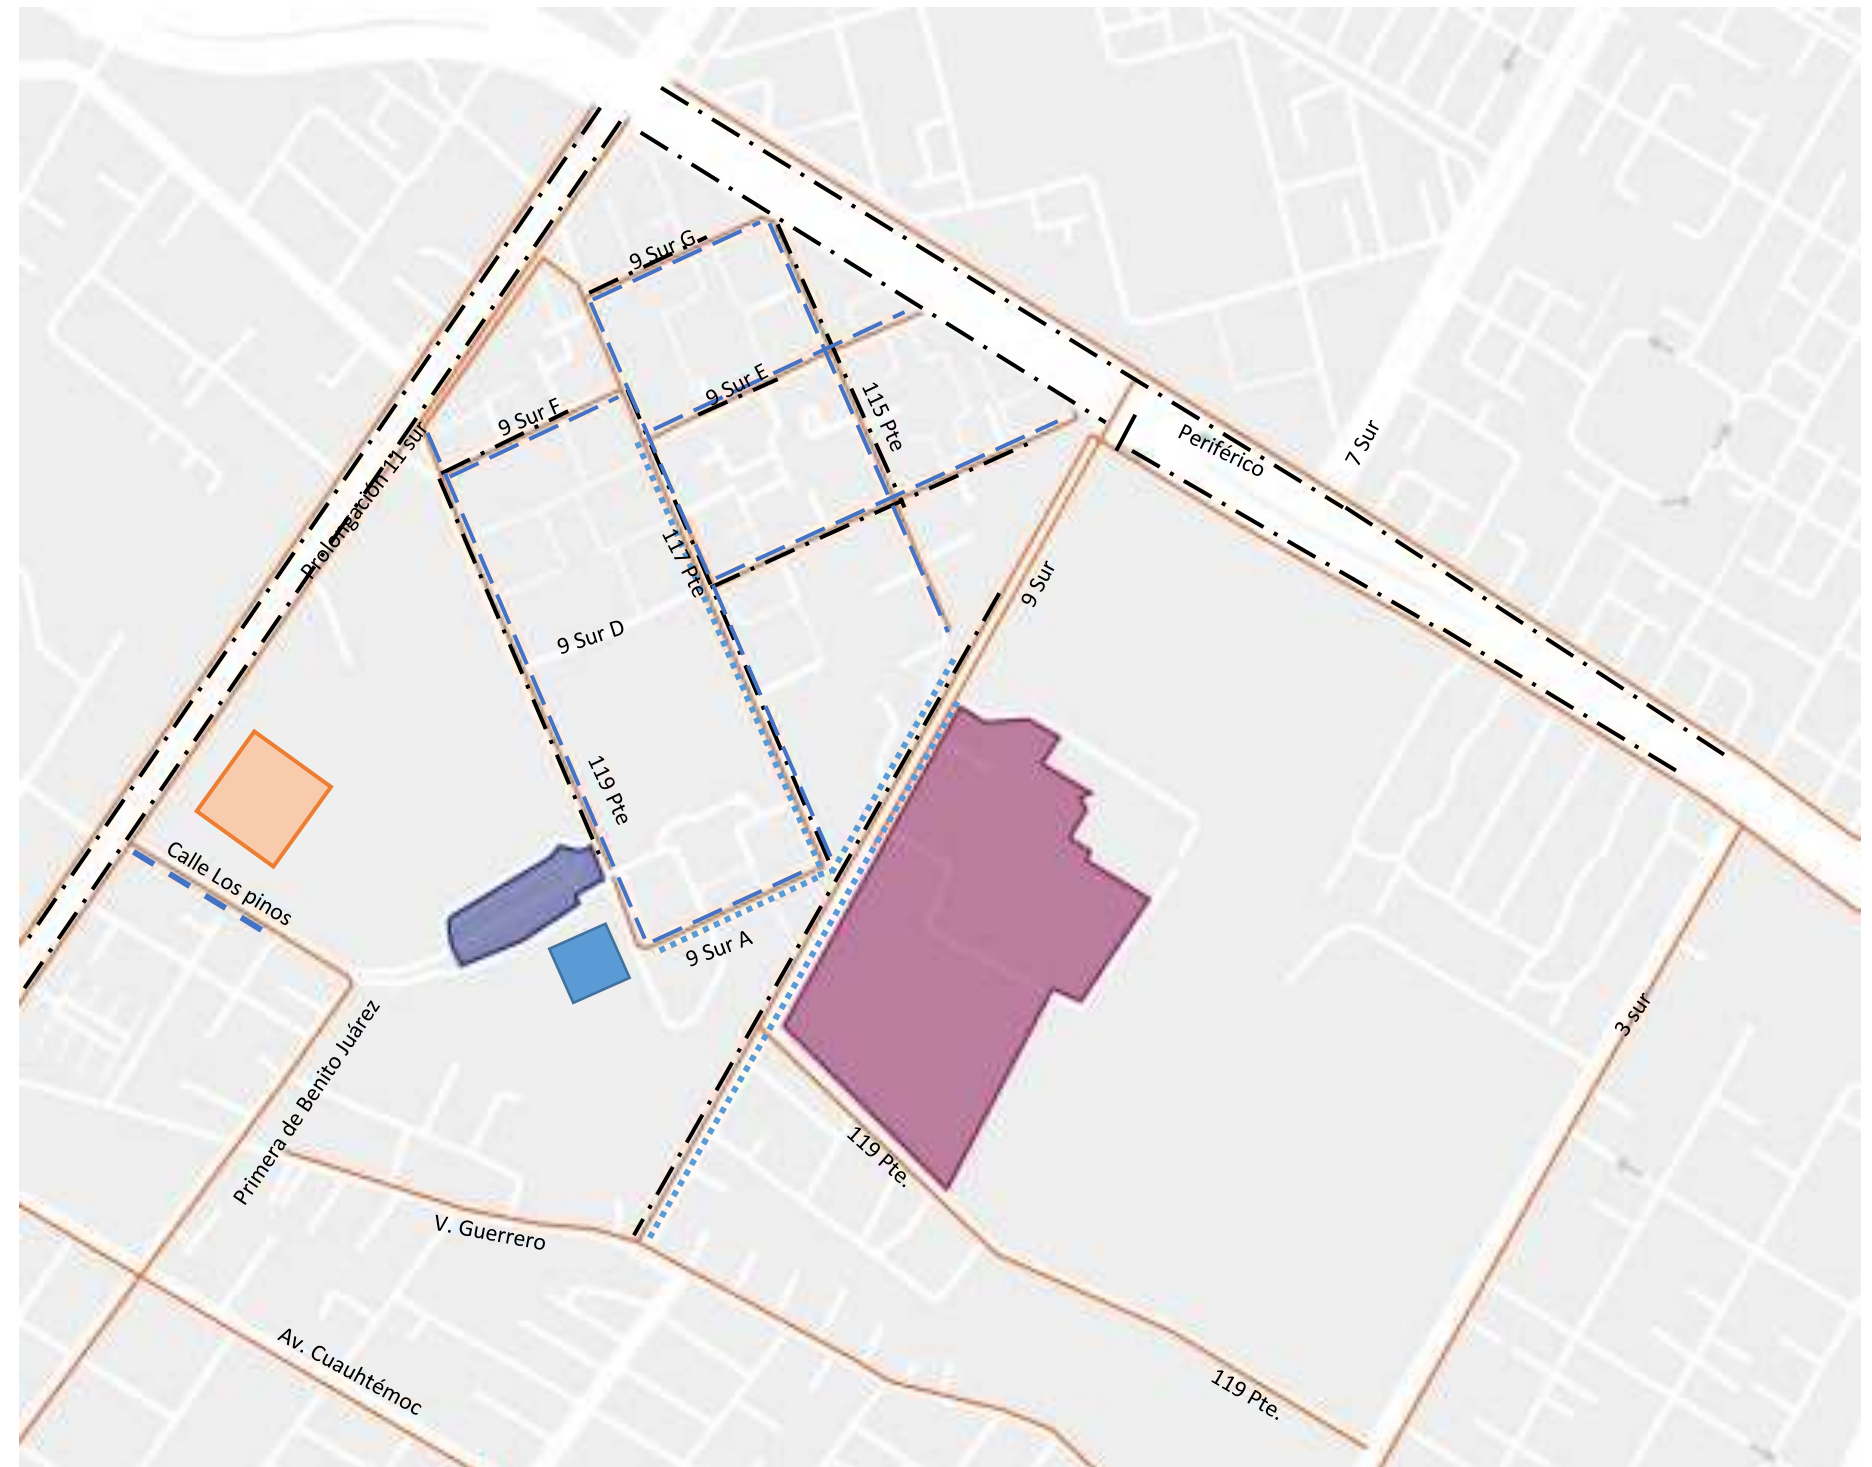 9 Sur G
9 Sur E
9 Sur F
115 Pte
Periférico
7 Sur
Prolongación 11 sur
117 Pte
9 Sur
9 Sur D
119 Pte
Calle Los pinos
9 Sur A
3 sur
Primera de Benito Juárez
119 Pte.
V. Guerrero
Av. Cuauhtémoc
119 Pte.